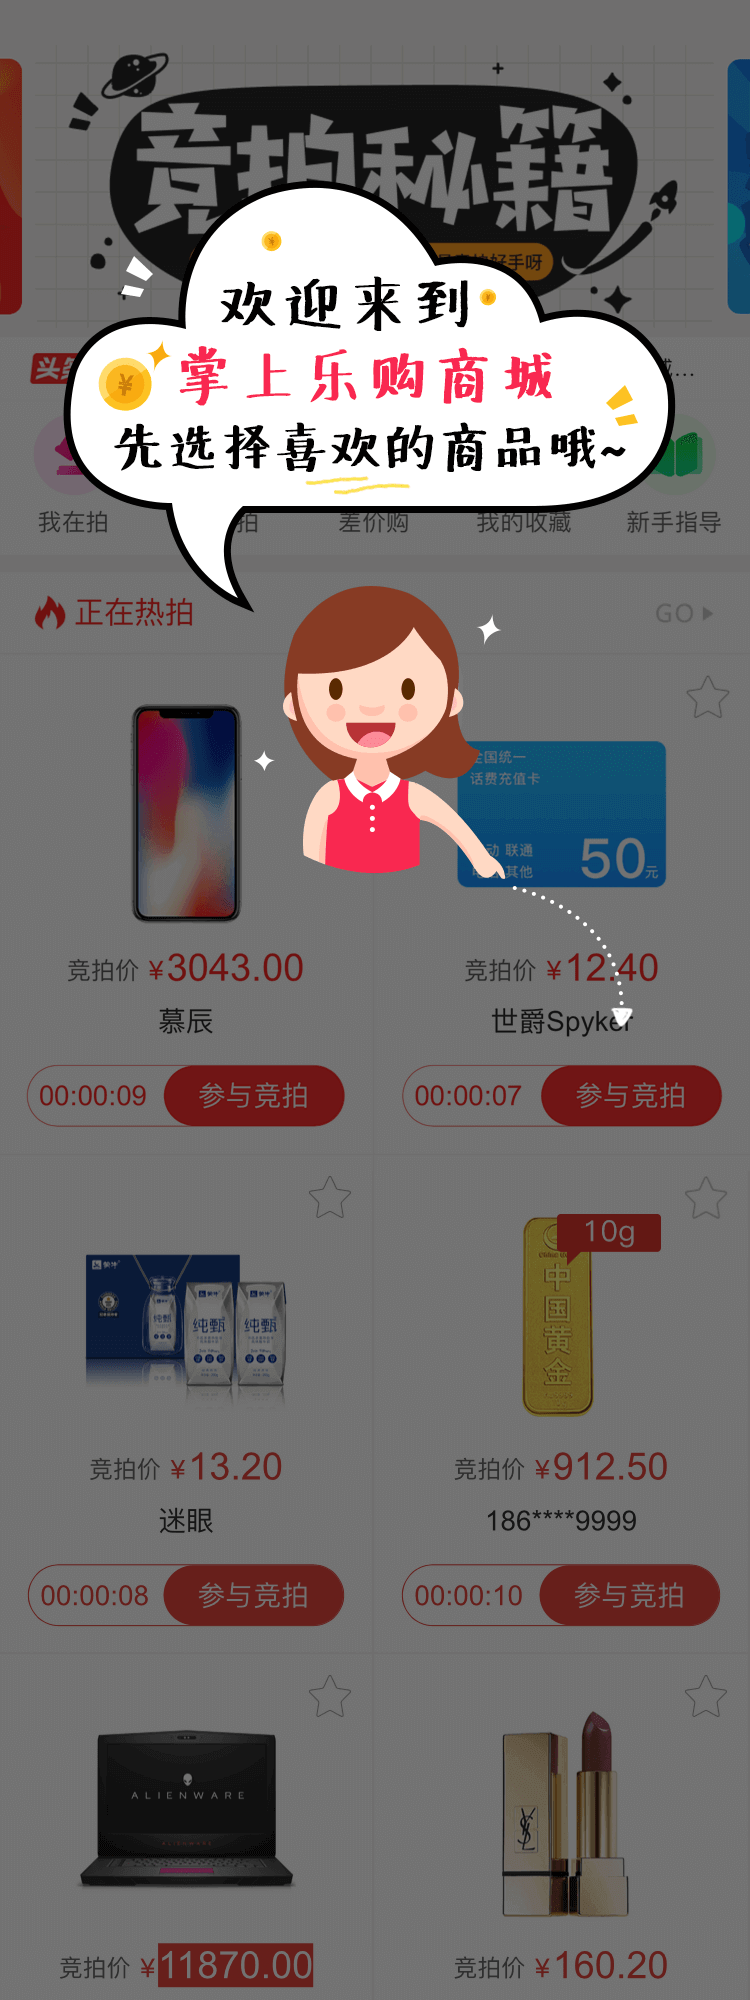 竞拍秘籍
好手呀
欢迎来到
掌上乐购商城
先选择喜欢的商品哦~
头条
我在拍
拍
差价购
我的收藏
新手指导
正在热拍
GO
全国统一
话费充值卡
联通
其他
50元
竞拍价 ¥3043.00
竞拍价 ¥12.40
慕辰
世爵Spyker
00:00:09 参与竞拍
00:00:07 参与竞拍
纯甄
纯甄
纯甄
10g
中国黄金
竞拍价 ¥13.20
竞拍价 ¥912.50
迷眼
186****9999
00:00:08 参与竞拍
00:00:10 参与竞拍
ALIENWARE
YSL
竞拍价 ¥11870.00
竞拍价 ¥160.20